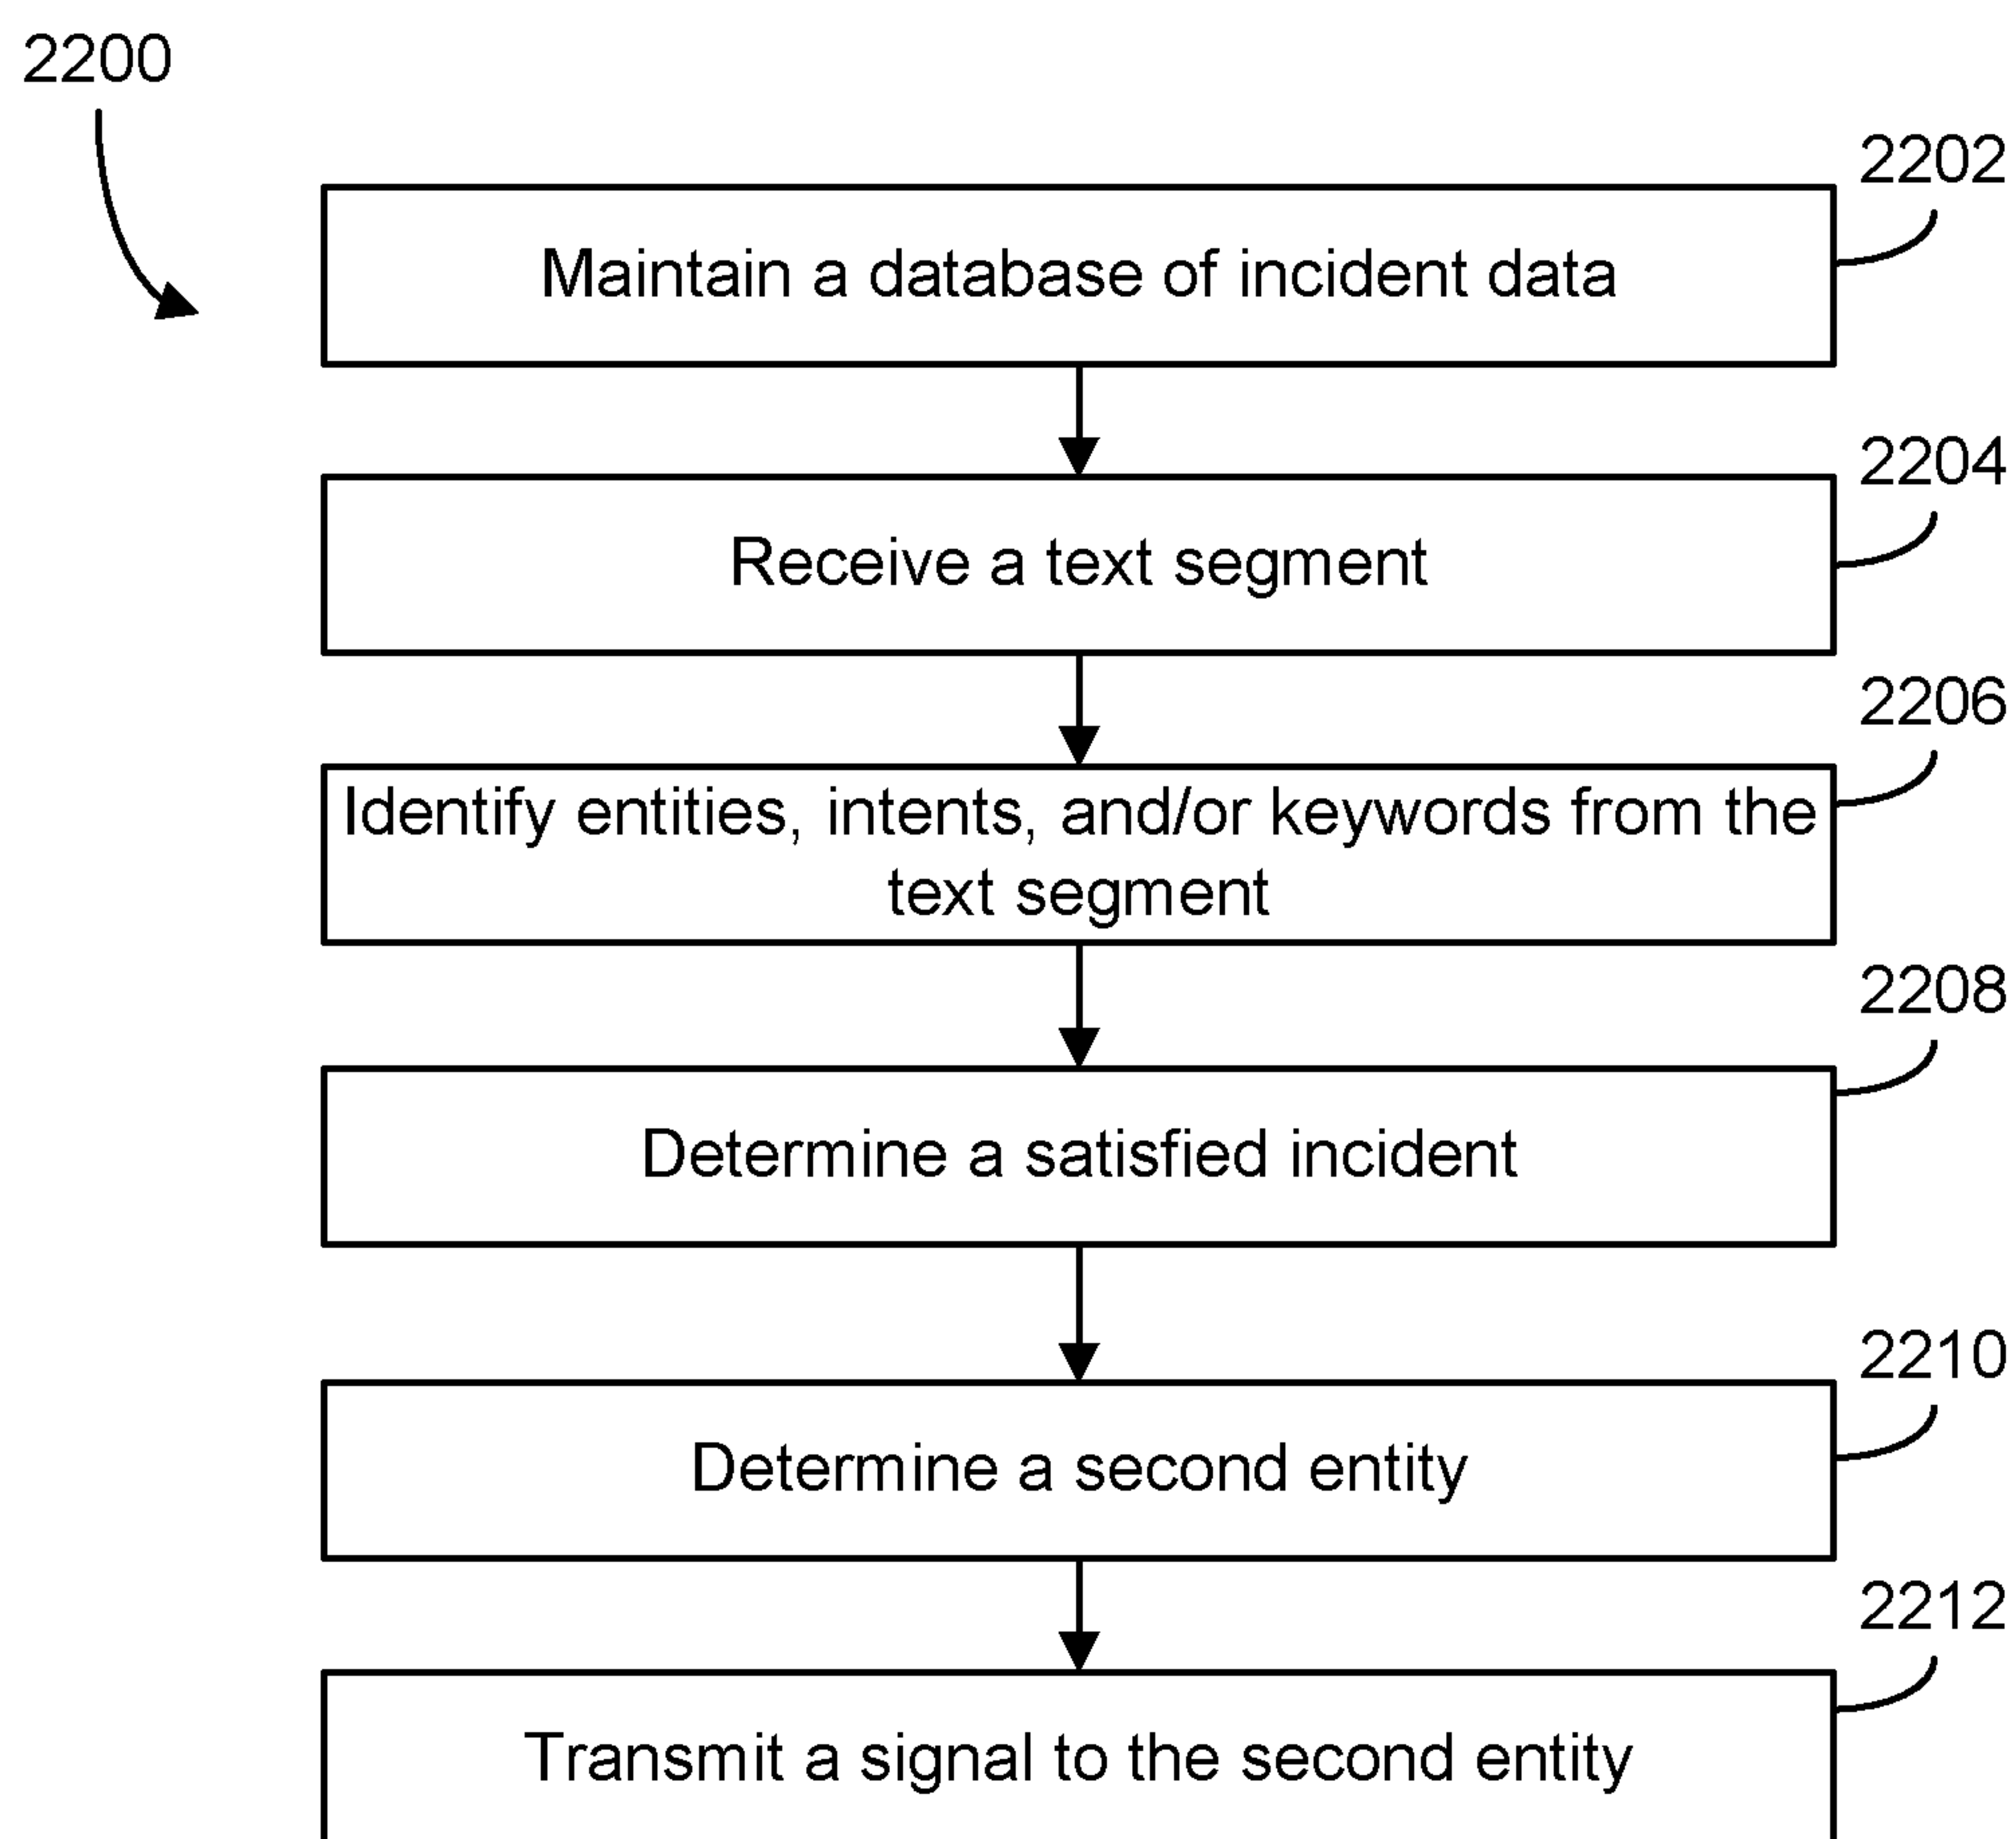 2200
2202
Maintain a database of incident data
2204
Receive a text segment
2206
Identify entities, intents, and/or keywords from the
text segment
2208
Determine a satisfied incident
2210
Determine a second entity
2212
Transmit a signal to the second entity